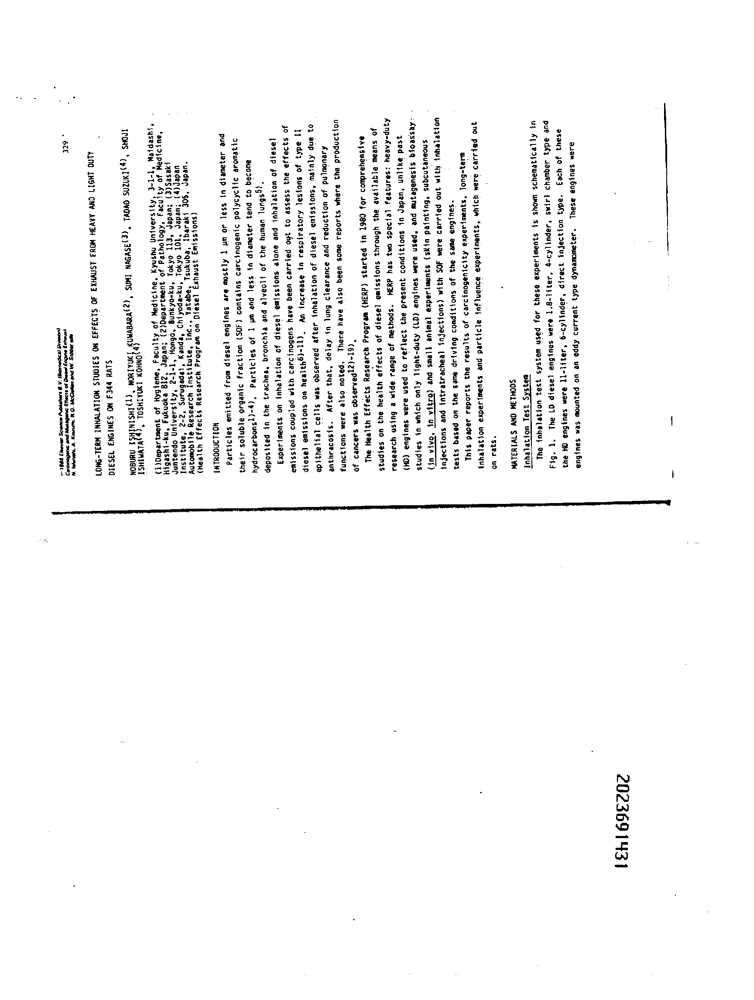 329
© 1986 Elsevier Science Publishers B.V. (Biomedical Division)
Carcinogenic and Mutagenic Effects of Diesel Engine Exhaust
N. Ishinishi, A. Koizumi, R.O. McClellan and W. Stöber eds
LONG-TERM INHALATION STUDIES ON EFFECTS OF EXHAUST FROM HEAVY AND LIGHT DUTY
DIESEL ENGINES ON F344 RATS
NOBURU ISHINISHI(1), NORIYUKI KUWABARA(2), SUMI NAGASE(3), TADAO SUZUKI(4), SHOJI
ISHIWATA(4), TOSHIYUKI KOHNO(4)
(1)Department of Hygiene, Faculty of Medicine, Kyushu University, 3-1-1, Maidashi,
Higashi-ku, Fukuoka 812, Japan; (2)Department of Pathology, Faculty of Medicine,
Juntendo University, 2-1-1, Hongo, Bunkyo-ku, Tokyo 113, Japan; (3)Sasaki
Institute, 2-2, Surugadai, Kanda, Chiyoda-ku, Tokyo 101, Japan; (4)Japan
Automobile Research Institute, Inc., Yatabe, Tsukuba, Ibaraki 305, Japan.
(Health Effects Research Program on Diesel Exhaust Emissions)
INTRODUCTION
Particles emitted from diesel engines are mostly 1 µm or less in diameter and
their soluble organic fraction (SOF) contains carcinogenic polycyclic aromatic
hydrocarbons1)-4). Particles of 1 µm and less in diameter tend to become
deposited in the trachea, bronchia and alveoli of the human lungs5).
Experiments on inhalation of diesel emissions alone and inhalation of diesel
emissions coupled with carcinogens have been carried out to assess the effects of
diesel emissions on health6)-11). An increase in respiratory lesions of type II
epithelial cells was observed after inhalation of diesel emissions, mainly due to
anthracosis. After that, delay in lung clearance and reduction of pulmonary
functions were also noted. There have also been some reports where the production
of cancers was observed12)-19).
The Health Effects Research Program (HERP) started in 1980 for comprehensive
studies on the health effects of diesel emissions through the available means of
research using a wide range of methods. HERP has two special features: heavy-duty
(HD) engines were used to reflect the present conditions in Japan, unlike past
studies in which only light-duty (LD) engines were used, and mutagenesis bioassay
(in vivo, in vitro) and small animal experiments (skin painting, subcutaneous
injections and intratracheal injections) with SOF were carried out with inhalation
tests based on the same driving conditions of the same engines.
This paper reports the results of carcinogenicity experiments, long-term
inhalation experiments and particle influence experiments, which were carried out
on rats.
MATERIALS AND METHODS
Inhalation Test System
The inhalation test system used for these experiments is shown schematically in
Fig. 1. The LD diesel engines were 1.8-liter, 4-cylinder, swirl chamber type and
the HD engines were 11-liter, 6-cylinder, direct injection type. Each of these
engines was mounted on an eddy current type dynamometer. These engines were
2023691431